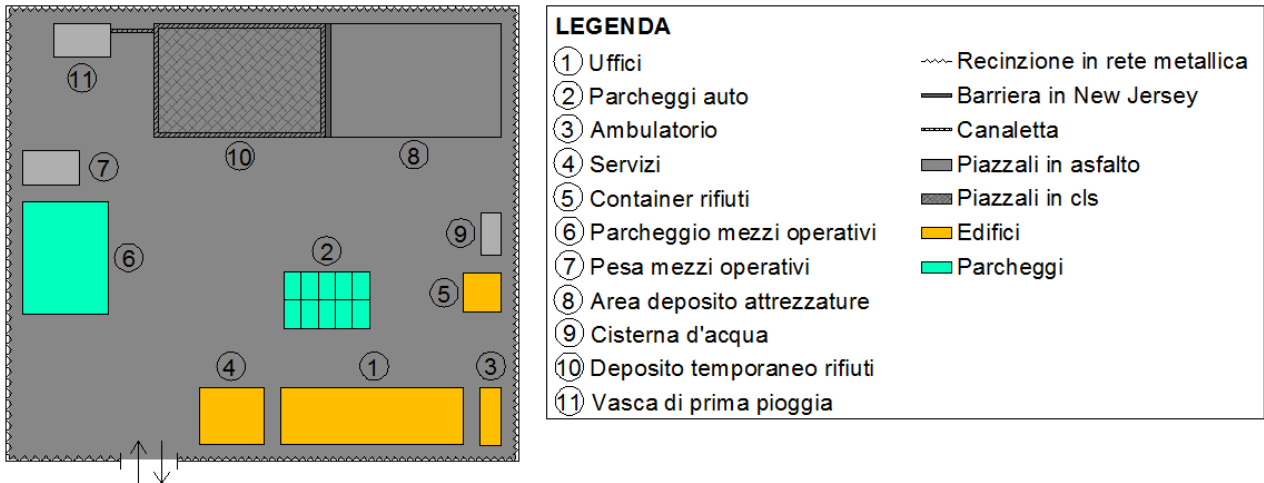 11
10
8
7
9
6
2
5
4
1
3
LEGENDA
1 Uffici
2 Parcheggi auto
3 Ambulatorio
4 Servizi
5 Container rifiuti
6 Parcheggio mezzi operativi
7 Pesa mezzi operativi
8 Area deposito attrezzature
9 Cisterna d'acqua
10 Deposito temporaneo rifiuti
11 Vasca di prima pioggia
Recinzione in rete metallica
Barriera in New Jersey
Canaletta
Piazzali in asfalto
Piazzali in cls
Edifici
Parcheggi